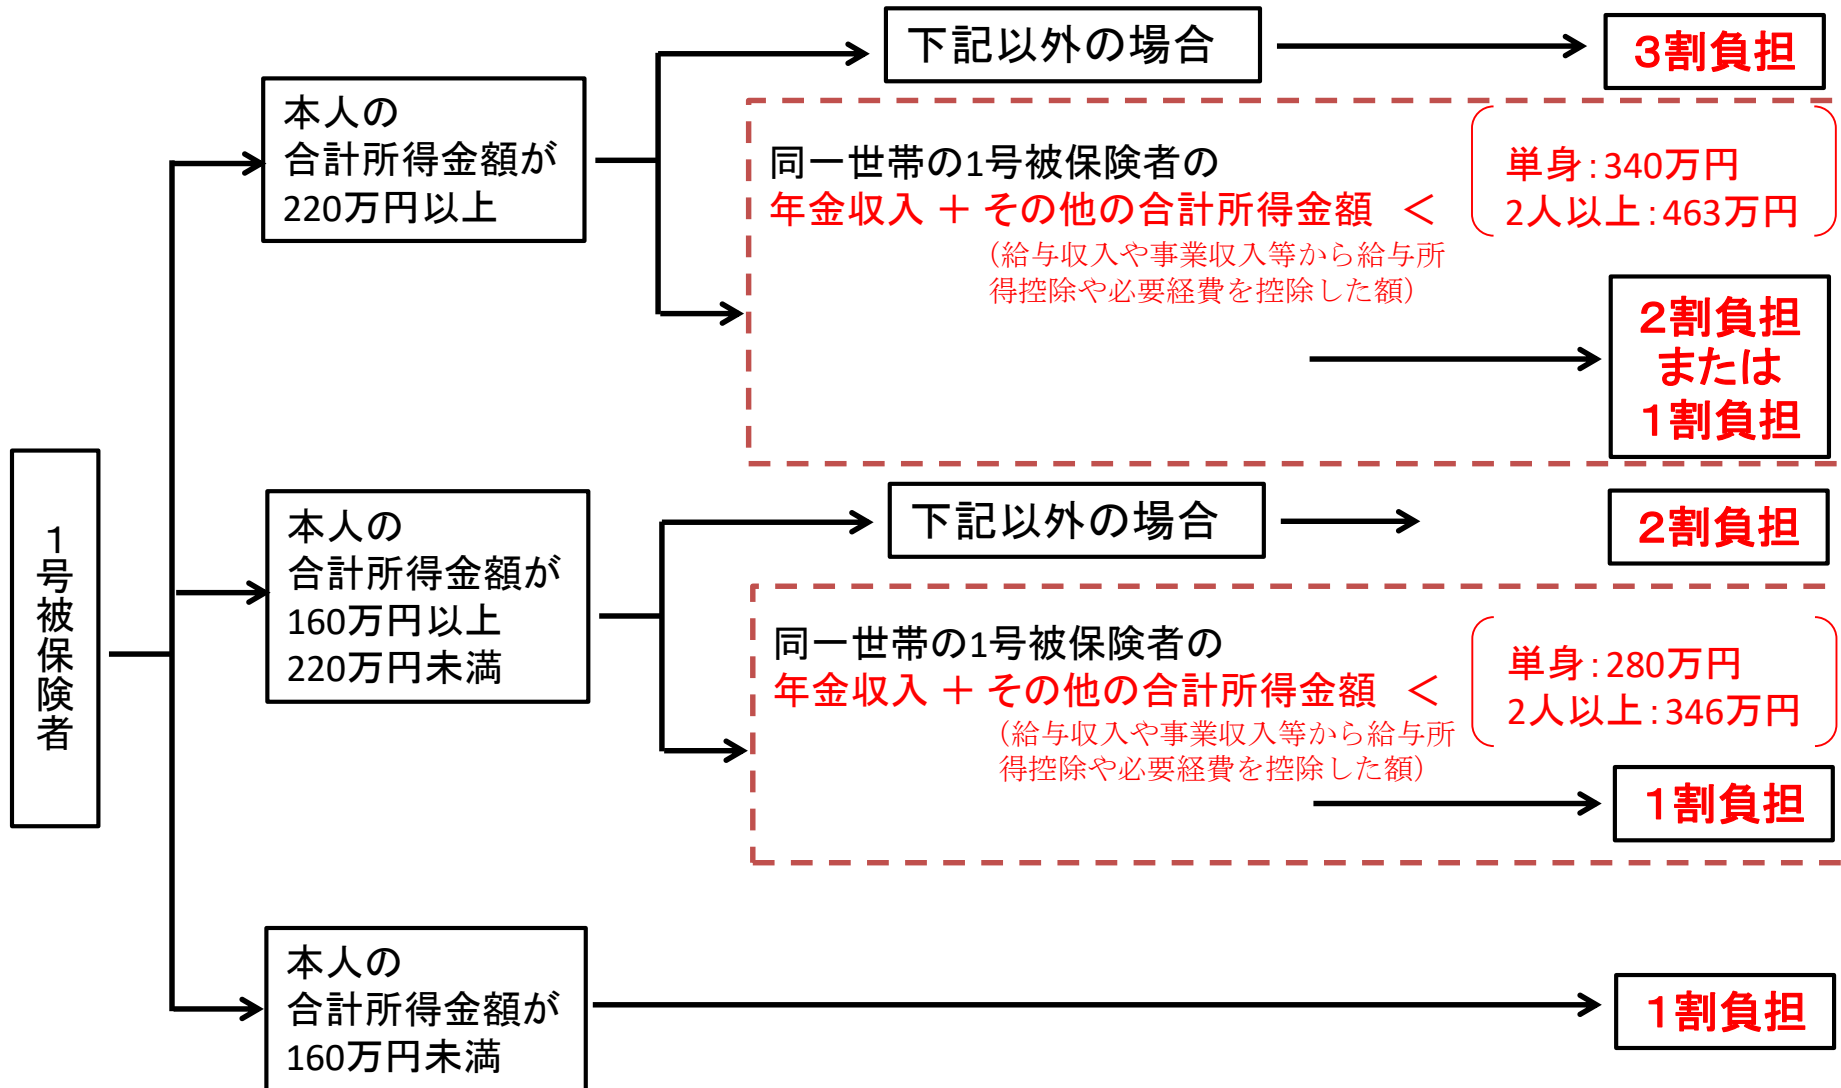 1号被保険者
本人の
合計所得金額が
220万円以上
下記以外の場合
3割負担
同一世帯の1号被保険者の
年金収入 + その他の合計所得金額 <
単身:340万円
2人以上:463万円
(給与収入や事業収入等から給与所
得控除や必要経費を控除した額)
2割負担
または
1割負担
本人の
合計所得金額が
160万円以上
220万円未満
下記以外の場合
2割負担
同一世帯の1号被保険者の
年金収入 + その他の合計所得金額 <
単身:280万円
2人以上:346万円
(給与収入や事業収入等から給与所
得控除や必要経費を控除した額)
1割負担
本人の
合計所得金額が
160万円未満
1割負担